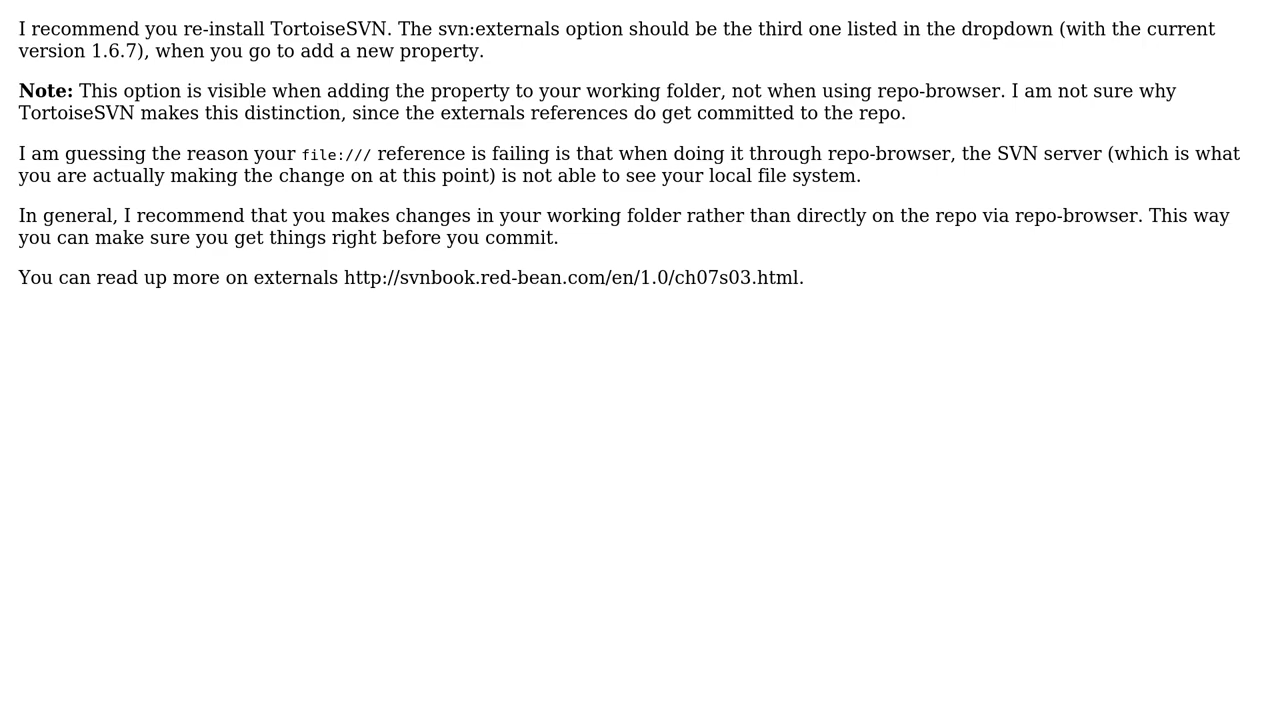 I recommend you re-install TortoiseSVN. The svn:externals option should be the third one listed in the dropdown (with the current
version 1.6.7), when you go to add a new property.
Note: This option is visible when adding the property to your working folder, not when using repo-browser. I am not sure why
TortoiseSVN makes this distinction, since the externals references do get committed to the repo.
I am guessing the reason your file:/// reference is failing is that when doing it through repo-browser, the SVN server (which is what
you are actually making the change on at this point) is not able to see your local file system.
In general, I recommend that you makes changes in your working folder rather than directly on the repo via repo-browser. This way
you can make sure you get things right before you commit.
You can read up more on externals http://svnbook.red-bean.com/en/1.0/ch07s03.html.